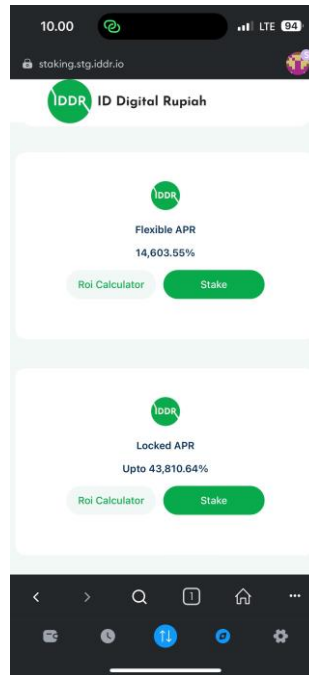 10.00
LTE 94
staking.stg.iddr.io
IDDR ID Digital Rupiah
IDDR
Flexible APR
14,603.55%
Roi Calculator Stake
IDDR
Locked APR
Upto 43,810.64%
Roi Calculator Stake
1